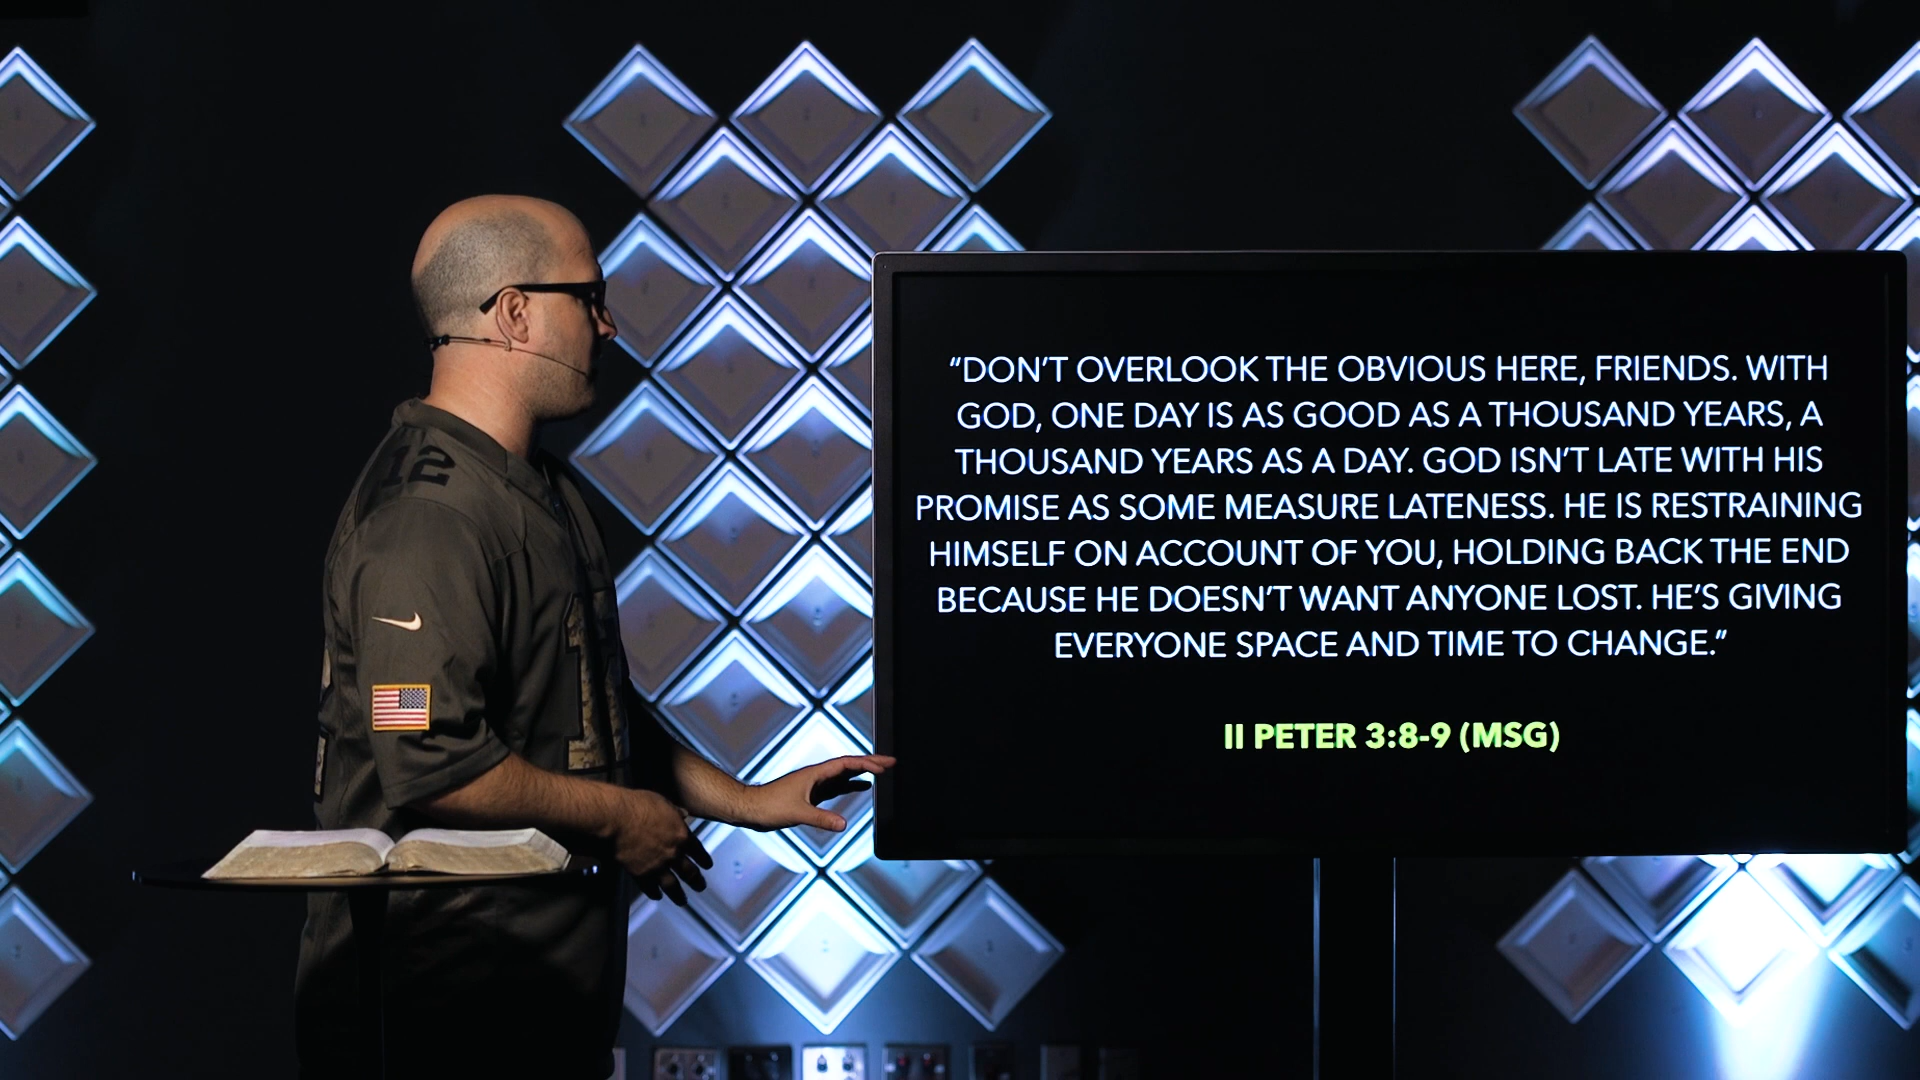 12
"DON'T OVERLOOK THE OBVIOUS HERE, FRIENDS. WITH
GOD, ONE DAY IS AS GOOD AS A THOUSAND YEARS, A
THOUSAND YEARS AS A DAY. GOD ISN'T LATE WITH HIS
PROMISE AS SOME MEASURE LATENESS. HE IS RESTRAINING
HIMSELF ON ACCOUNT OF YOU, HOLDING BACK THE END
BECAUSE HE DOESN'T WANT ANYONE LOST. HE'S GIVING
EVERYONE SPACE AND TIME TO CHANGE."
II PETER 3:8-9 (MSG)